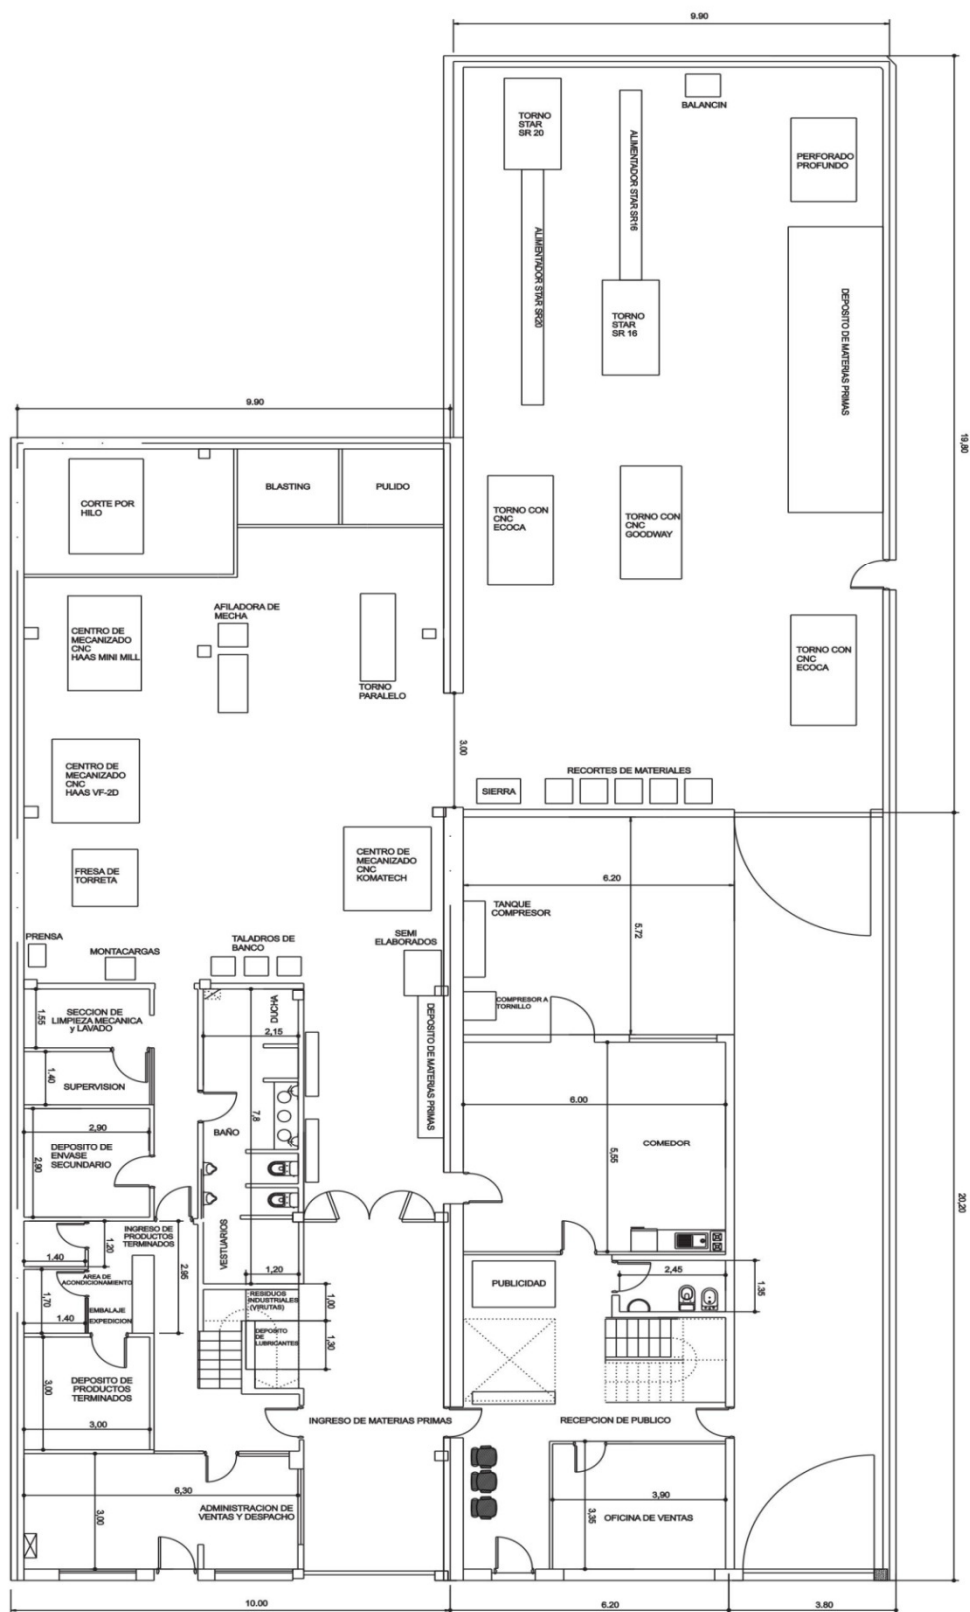 9.90
BALANCIN
TORNO
STAR
SR 20
ALIMENTADOR STAR SR16
PERFORADO
PROFUNDO
ALIMENTADOR STAR SR20
DEPOSITO DE MATERIAS PRIMAS
TORNO
STAR
SR 16
9.90
19,80
CORTE POR
HILO
BLASTING
PULIDO
TORNO CON
CNC
ECOCA
TORNO CON
CNC
GOODWAY
AFILADORA DE
MECHA
CENTRO DE
MECANIZADO
CNC
HAAS MINI MILL
TORNO
PARALELO
TORNO CON
CNC
ECOCA
3.00
CENTRO DE
MECANIZADO
CNC
HAAS VF-2D
SIERRA
RECORTES DE MATERIALES
CENTRO DE
MECANIZADO
CNC
KOMATECH
FRESA DE
TORRETA
6.20
5.72
TANQUE
COMPRESOR
PRENSA
MONTACARGAS
TALADROS DE
BANCO
SEMI
ELABORADOS
COMPRESOR A
TORNILLO
DUCHA
2,15
DEPOSITO DE MATERIAS PRIMAS
1.55
SECCION DE
LIMPIEZA MECANICA
y LAVADO
1.40
SUPERVISION
7,8
BAÑO
6.00
5,55
COMEDOR
2,90
2,90
DEPOSITO DE
ENVASE
SECUNDARIO
20,20
INGRESO DE
PRODUCTOS
TERMINADOS
1.20
1.40
2.95
VESTUARIOS
1,20
AREA DE
ACONDICIONAMIENTO
1,70
1.40
EMBALAJE
EXPEDICION
RESIDUOS
INDUSTRIALES
(VIRUTAS)
1,00
DEPOSITO
DE
LUBRICANTES
1,30
PUBLICIDAD
2,45
1.35
3,00
DEPOSITO DE
PRODUCTOS
TERMINADOS
3,00
INGRESO DE MATERIAS PRIMAS
RECEPCION DE PUBLICO
6,30
3,00
ADMINISTRACION DE
VENTAS Y DESPACHO
3,90
3,35
OFICINA DE VENTAS
10.00
6.20
3.80